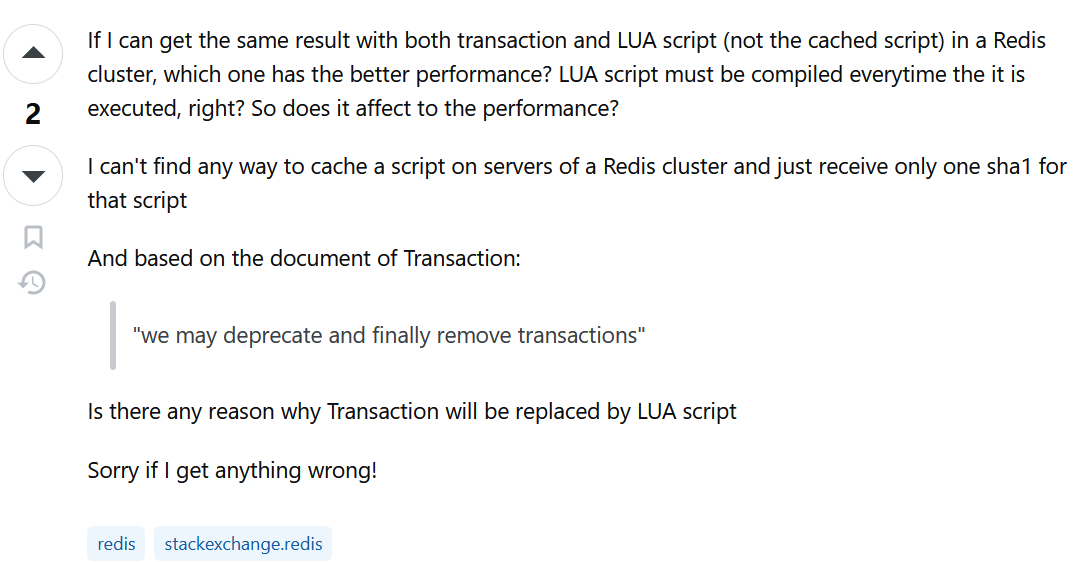 If I can get the same result with both transaction and LUA script (not the cached script) in a Redis
cluster, which one has the better performance? LUA script must be compiled everytime the it is
executed, right? So does it affect to the performance?
2
I can't find any way to cache a script on servers of a Redis cluster and just receive only one sha1 for
that script
And based on the document of Transaction:
"we may deprecate and finally remove transactions"
Is there any reason why Transaction will be replaced by LUA script
Sorry if I get anything wrong!
redis stackexchange.redis